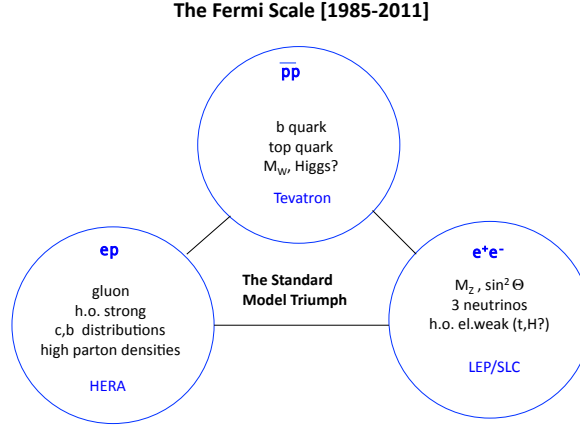 The Fermi Scale [1985-2011]
p̅p̅
b quark
top quark
M_W, Higgs?
Tevatron
ep
gluon
h.o. strong
c,b distributions
high parton densities
HERA
The Standard
Model Triumph
e⁺e⁻
M_Z , sin² Θ
3 neutrinos
h.o. el.weak (t,H?)
LEP/SLC